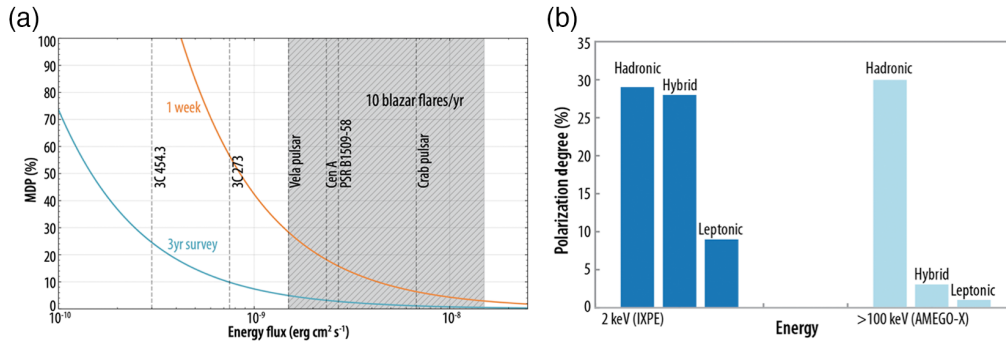 (a)
100
90
80
70
60
50
40
30
20
10
0
MDP (%)
1 week
3yr survey
3C 454.3
3C 273
Vela pulsar
Cen A
PSR B1509-58
Crab pulsar
10 blazar flares/yr
10-10
10-9
10-8
Energy flux (erg cm2 s-1)
(b)
35
30
25
20
15
10
5
0
Polarization degree (%)
Hadronic
Hybrid
Leptonic
Hadronic
Hybrid
Leptonic
2 keV (IXPE)
>100 keV (AMEGO-X)
Energy